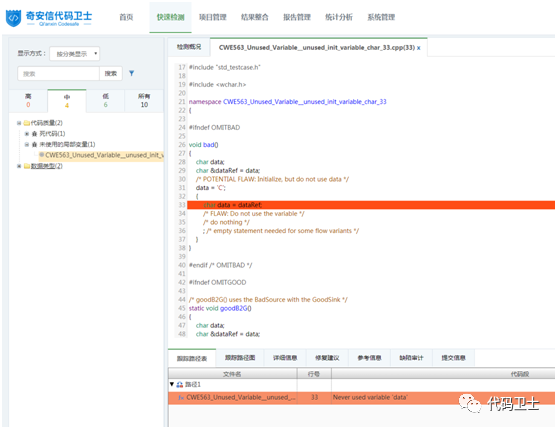 奇安信代码卫士
Qi'anxin Codesafe
首页 快速检测 项目管理 结果整合 报告管理 统计分析 系统管理
显示方式： 按分类显示
搜索 搜索
高 中 低 所有
0 4 6 10
代码质量(2)
死代码(1)
未使用的局部变量(1)
CWE563_Unused_Variable__unused_init_v
数据类型(2)
检测概况 CWE563_Unused_Variable__unused_init_variable_char_33.cpp(33) x
17 #include "std_testcase.h"
18
19 #include <wchar.h>
20
21 namespace CWE563_Unused_Variable__unused_init_variable_char_33
22 {
23
24 #ifndef OMITBAD
25
26 void bad()
27 {
28 char data;
29 char &dataRef = data;
30 /* POTENTIAL FLAW: Initialize, but do not use data */
31 data = 'C';
32 {
33 char data = dataRef;
34 /* FLAW: Do not use the variable */
35 /* do nothing */
36 ; /* empty statement needed for some flow variants */
37 }
38 }
39
40 #endif /* OMITBAD */
41
42 #ifndef OMITGOOD
43
44 /* goodB2G() uses the BadSource with the GoodSink */
45 static void goodB2G()
46 {
47 char data;
48 char &dataRef = data;
跟踪路径表 跟踪路径图 详细信息 修复建议 参考信息 缺陷审计 提交信息
文件名 行号 代码段
路径1
CWE563_Unused_Variable__unused_... 33 Never used variable 'data'
代码卫士